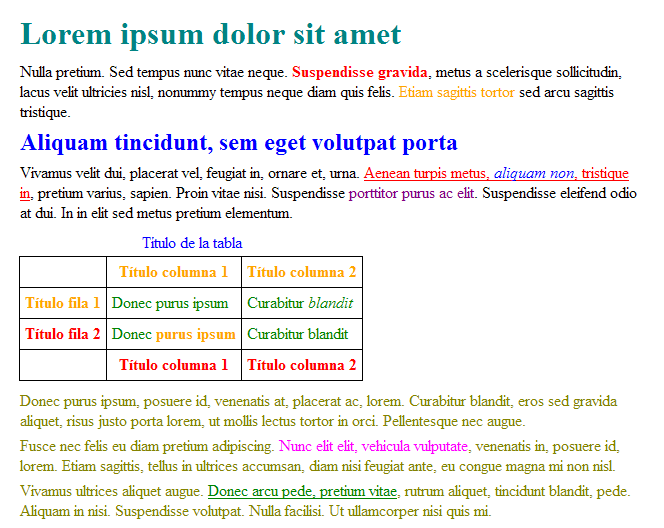 Lorem ipsum dolor sit amet
Nulla pretium. Sed tempus nunc vitae neque. Suspendisse gravida, metus a scelerisque sollicitudin,
lacus velit ultricies nisl, nonummy tempus neque diam quis felis. Etiam sagittis tortor sed arcu sagittis
tristique.
Aliquam tincidunt, sem eget volutpat porta
Vivamus velit dui, placerat vel, feugiat in, ornare et, urna. Aenean turpis metus, aliquam non, tristique
in, pretium varius, sapien. Proin vitae nisi. Suspendisse porttitor purus ac elit. Suspendisse eleifend odio
at dui. In in elit sed metus pretium elementum.
Título de la tabla
Título columna 1 Título columna 2
Título fila 1 Donec purus ipsum Curabitur blandit
Título fila 2 Donec purus ipsum Curabitur blandit
Título columna 1 Título columna 2
Donec purus ipsum, posuere id, venenatis at, placerat ac, lorem. Curabitur blandit, eros sed gravida
aliquet, risus justo porta lorem, ut mollis lectus tortor in orci. Pellentesque nec augue.
Fusce nec felis eu diam pretium adipiscing. Nunc elit elit, vehicula vulputate, venenatis in, posuere id,
lorem. Etiam sagittis, tellus in ultrices accumsan, diam nisi feugiat ante, eu congue magna mi non nisl.
Vivamus ultrices aliquet augue. Donec arcu pede, pretium vitae, rutrum aliquet, tincidunt blandit, pede.
Aliquam in nisi. Suspendisse volutpat. Nulla facilisi. Ut ullamcorper nisi quis mi.